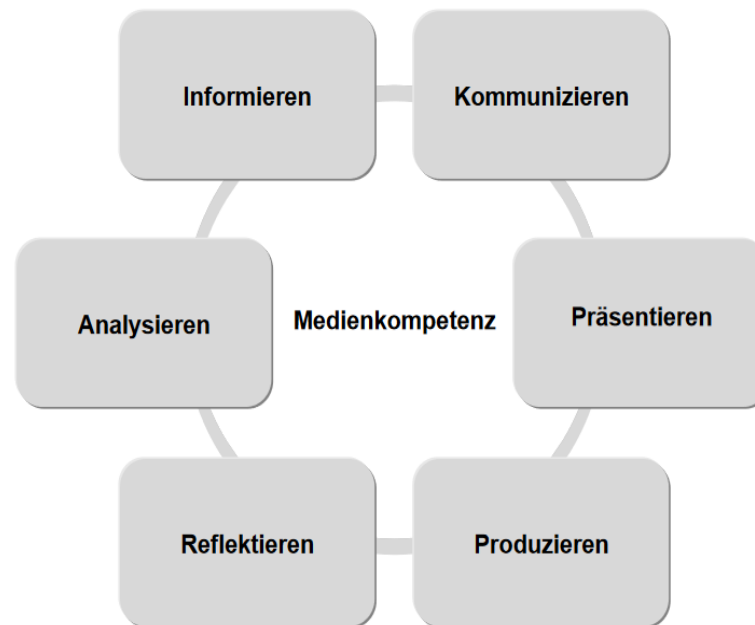 Informieren
Kommunizieren
Analysieren
Medienkompetenz
Präsentieren
Reflektieren
Produzieren